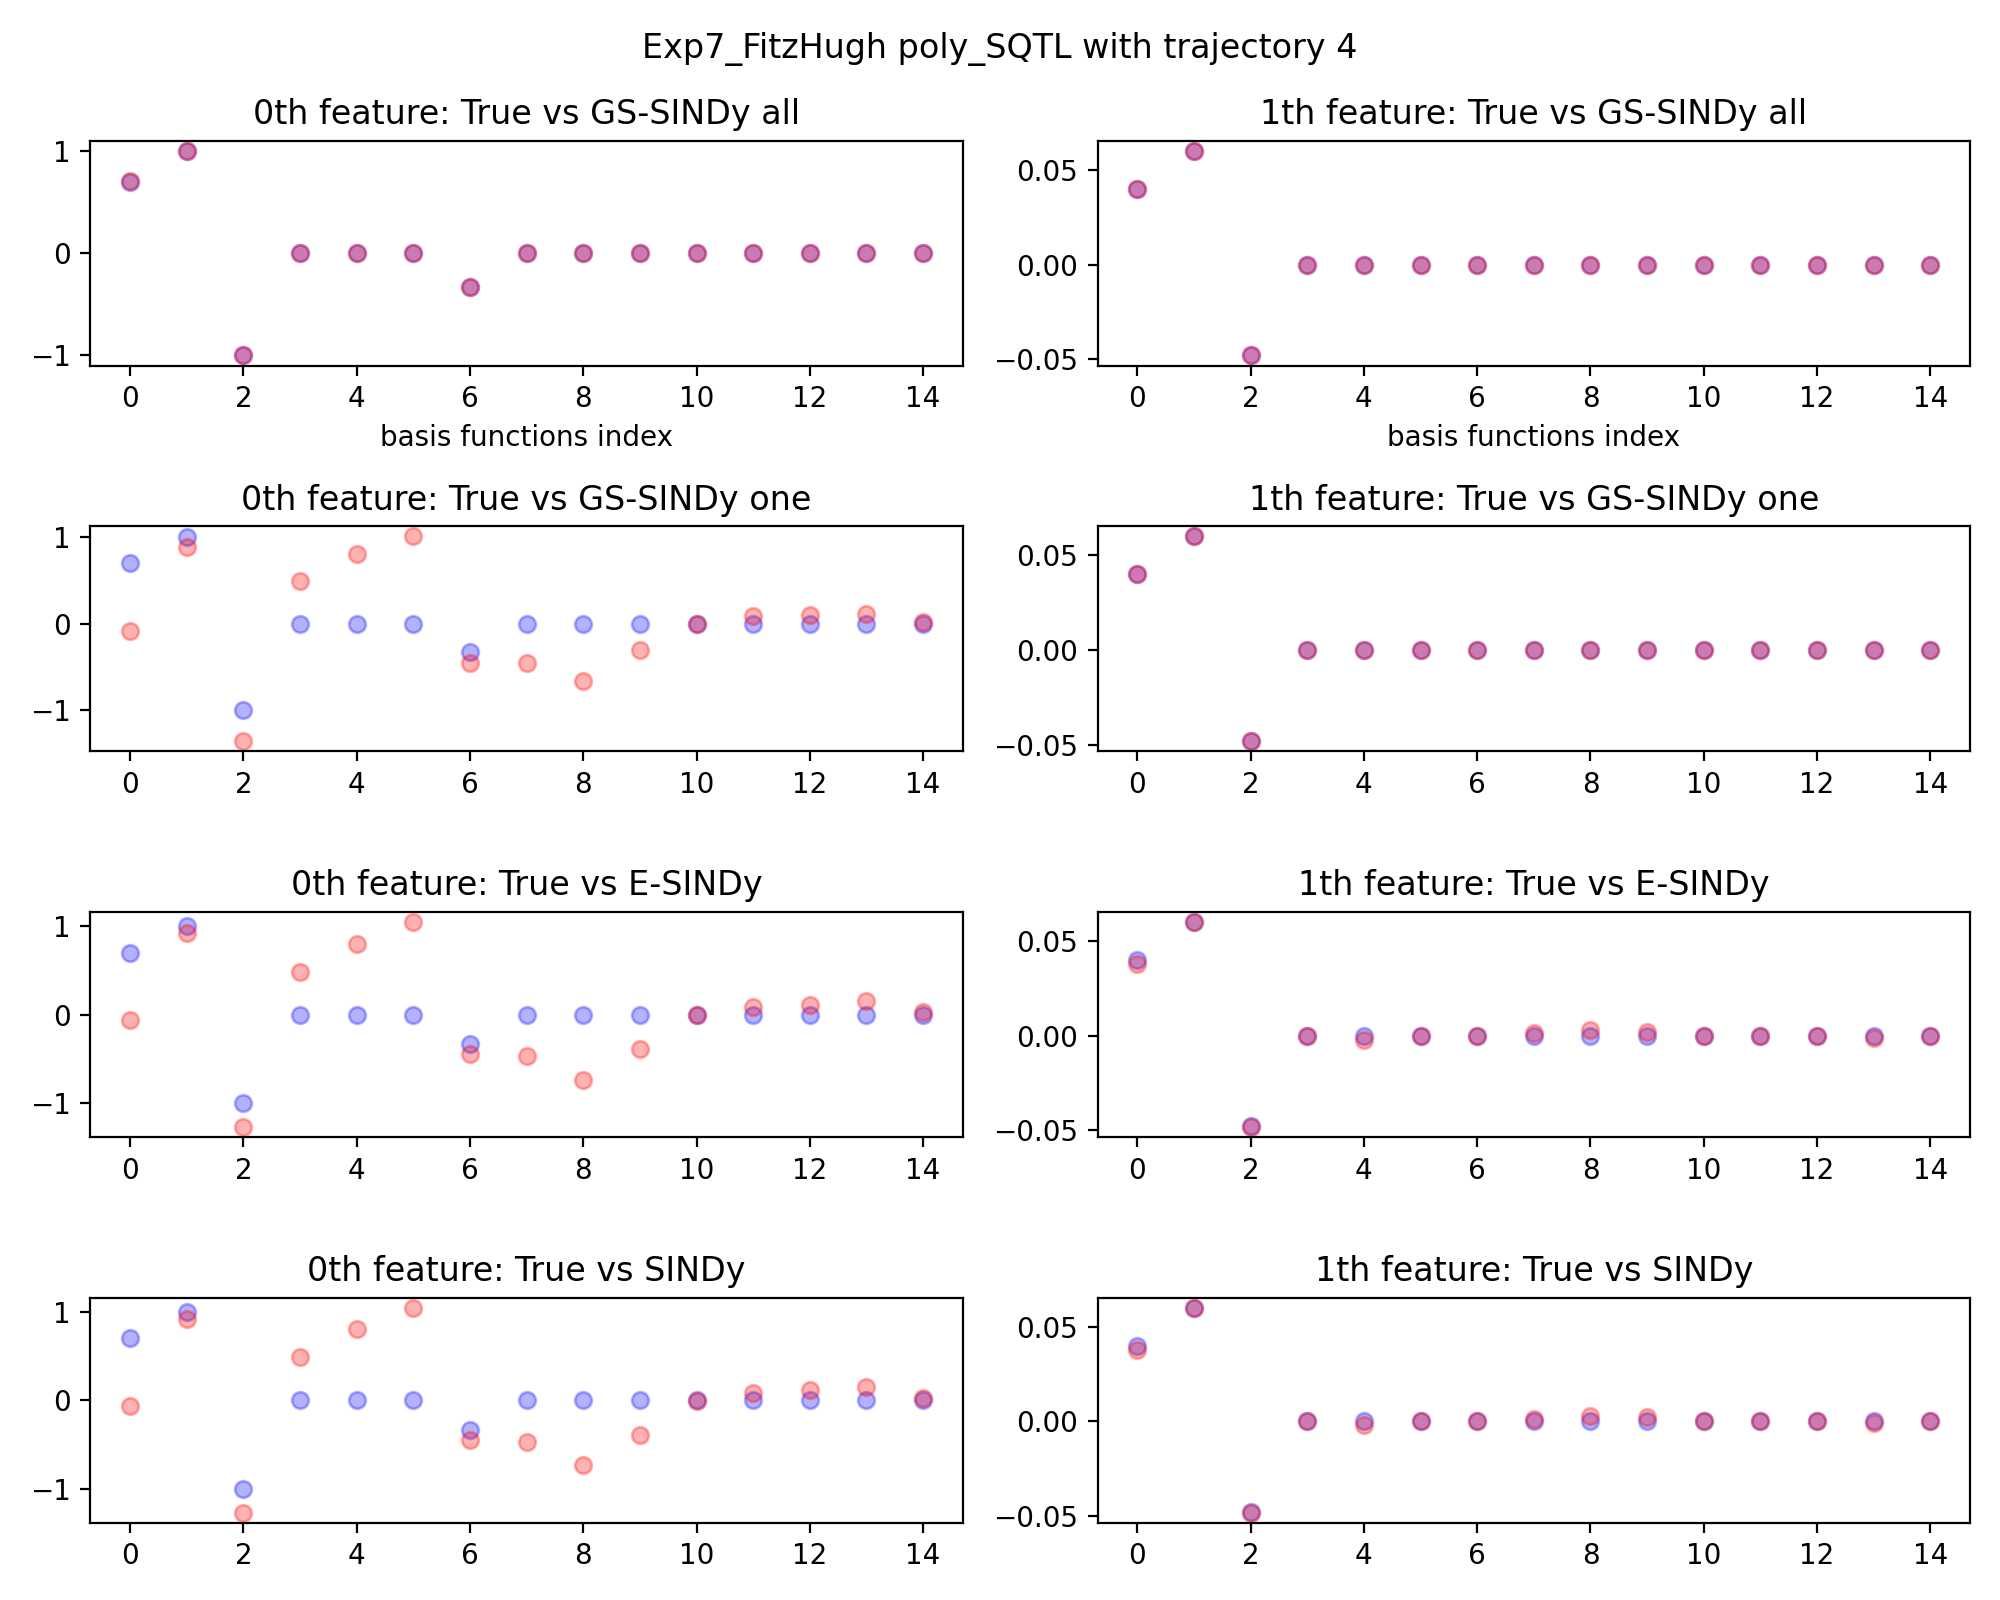 Exp7_FitzHugh poly_SQTL with trajectory 4
0th feature: True vs GS-SINDy all
1
0
−1
0 2 4 6 8 10 12 14
basis functions index
1th feature: True vs GS-SINDy all
0.05
0.00
−0.05
0 2 4 6 8 10 12 14
basis functions index
0th feature: True vs GS-SINDy one
1
0
−1
0 2 4 6 8 10 12 14
1th feature: True vs GS-SINDy one
0.05
0.00
−0.05
0 2 4 6 8 10 12 14
0th feature: True vs E-SINDy
1
0
−1
0 2 4 6 8 10 12 14
1th feature: True vs E-SINDy
0.05
0.00
−0.05
0 2 4 6 8 10 12 14
0th feature: True vs SINDy
1
0
−1
0 2 4 6 8 10 12 14
1th feature: True vs SINDy
0.05
0.00
−0.05
0 2 4 6 8 10 12 14